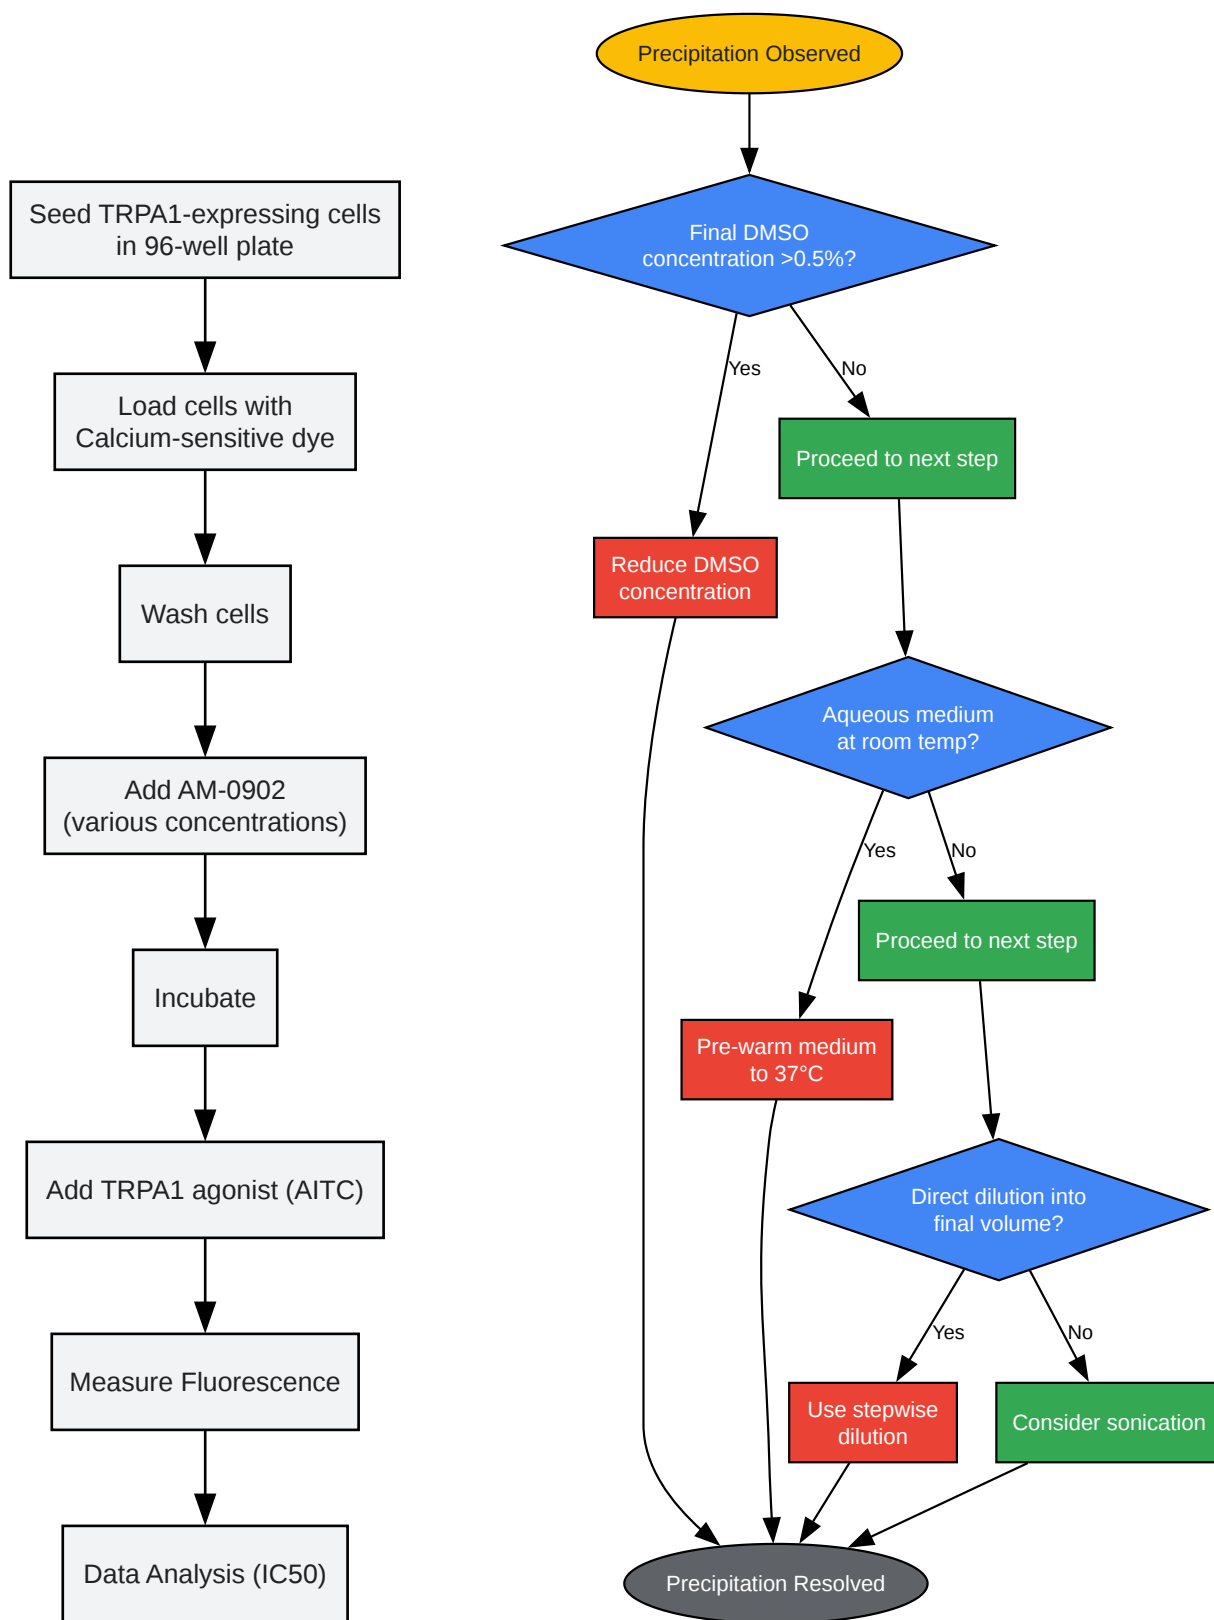 Seed TRPA1-expressing cells
in 96-well plate
Load cells with
Calcium-sensitive dye
Wash cells
Add AM-0902
(various concentrations)
Incubate
Add TRPA1 agonist (AITC)
Measure Fluorescence
Data Analysis (IC50)
Precipitation Observed
Final DMSO
concentration >0.5%?
Yes
No
Proceed to next step
Reduce DMSO
concentration
Aqueous medium
at room temp?
Yes
No
Proceed to next step
Pre-warm medium
to 37°C
Direct dilution into
final volume?
Yes
No
Use stepwise
dilution
Consider sonication
Precipitation Resolved